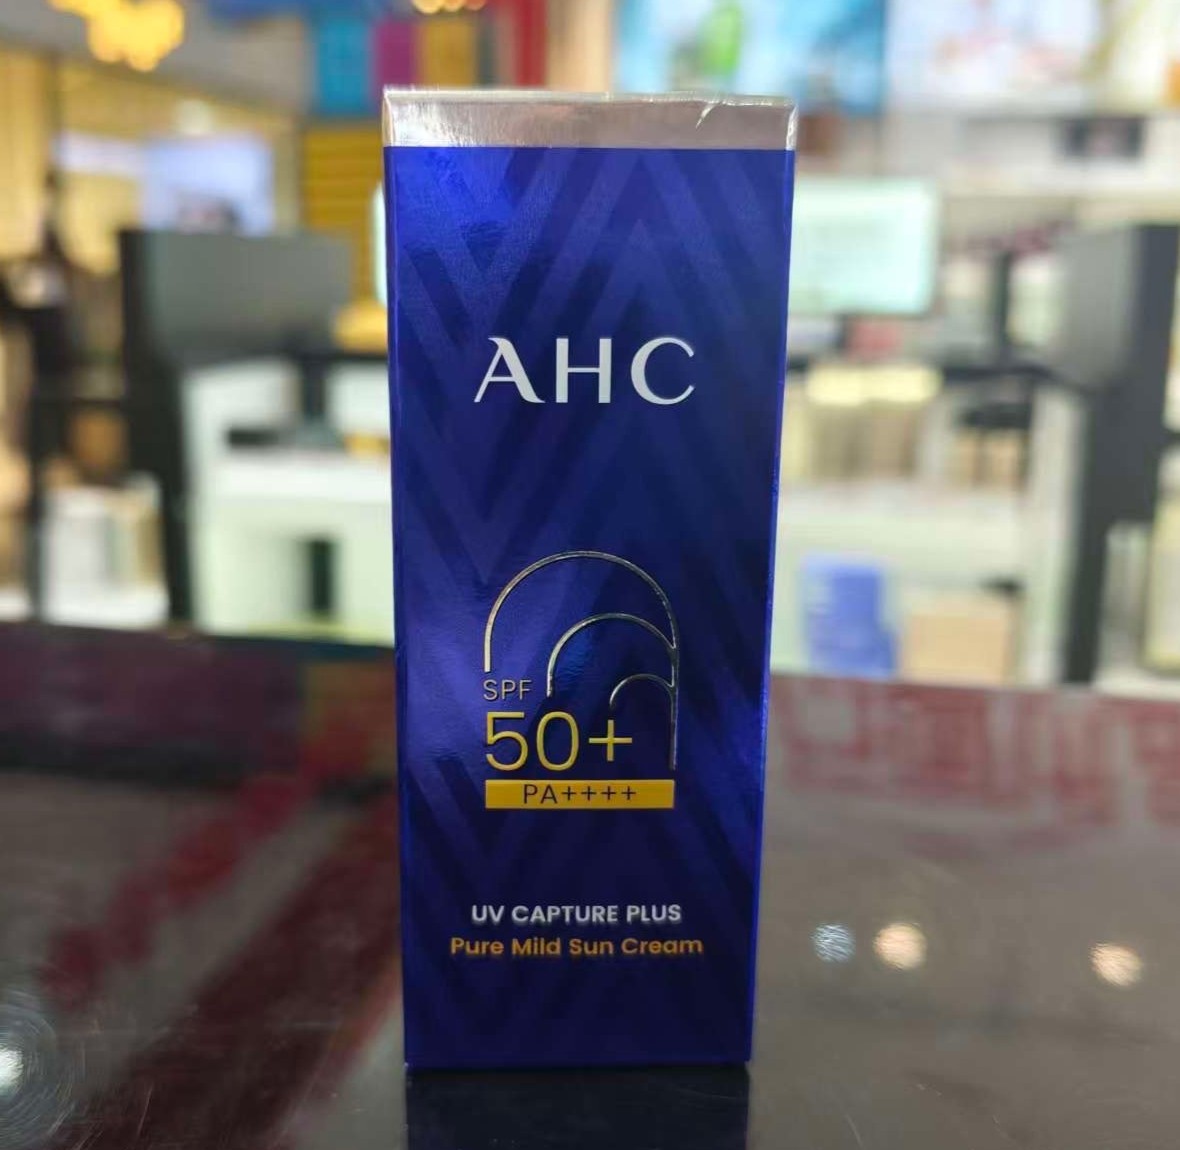 AHC
SPF
50+
PA++++
UV CAPTURE PLUS
Pure Mild Sun Cream